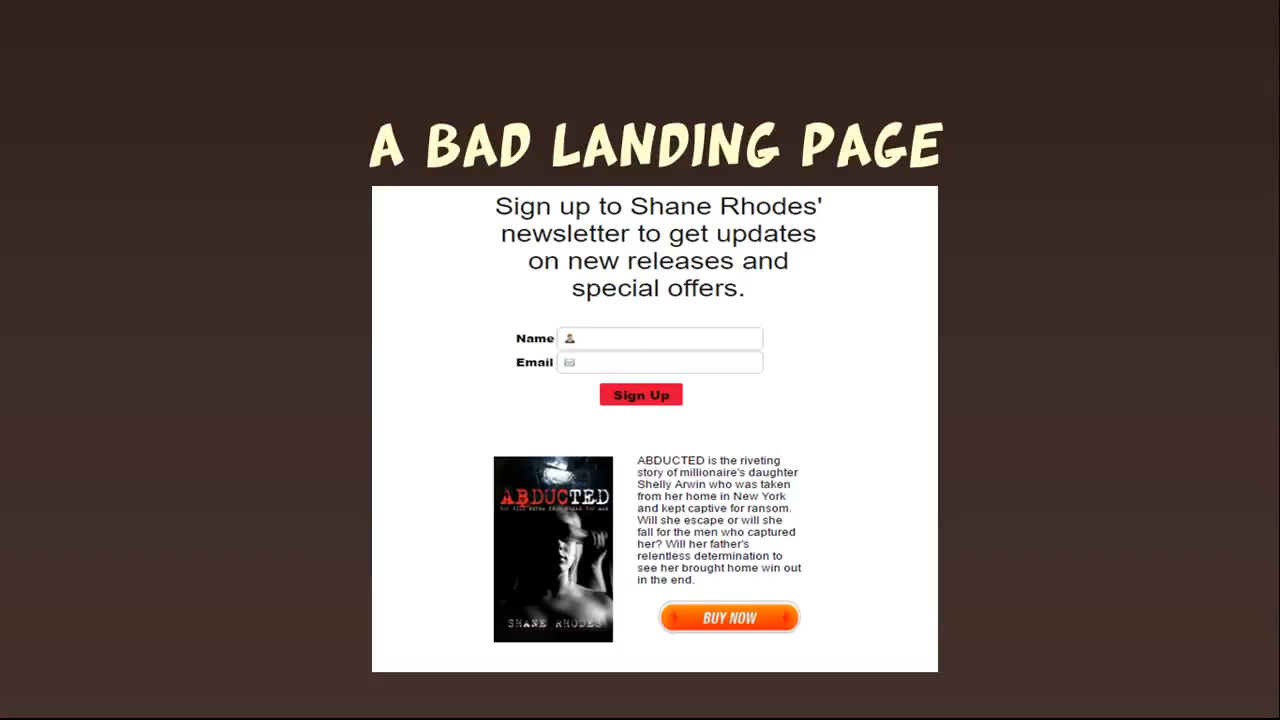 A BAD LANDING PAGE
Sign up to Shane Rhodes'
newsletter to get updates
on new releases and
special offers.
Name
Email
Sign Up
ABDUCTED
SHANE RHODES
ABDUCTED is the riveting
story of millionaire's daughter
Shelly Arwin who was taken
from her home in New York
and kept captive for ransom.
Will she escape or will she
fall for the men who captured
her? Will her father's
relentless determination to
see her brought home win out
in the end.
BUY NOW